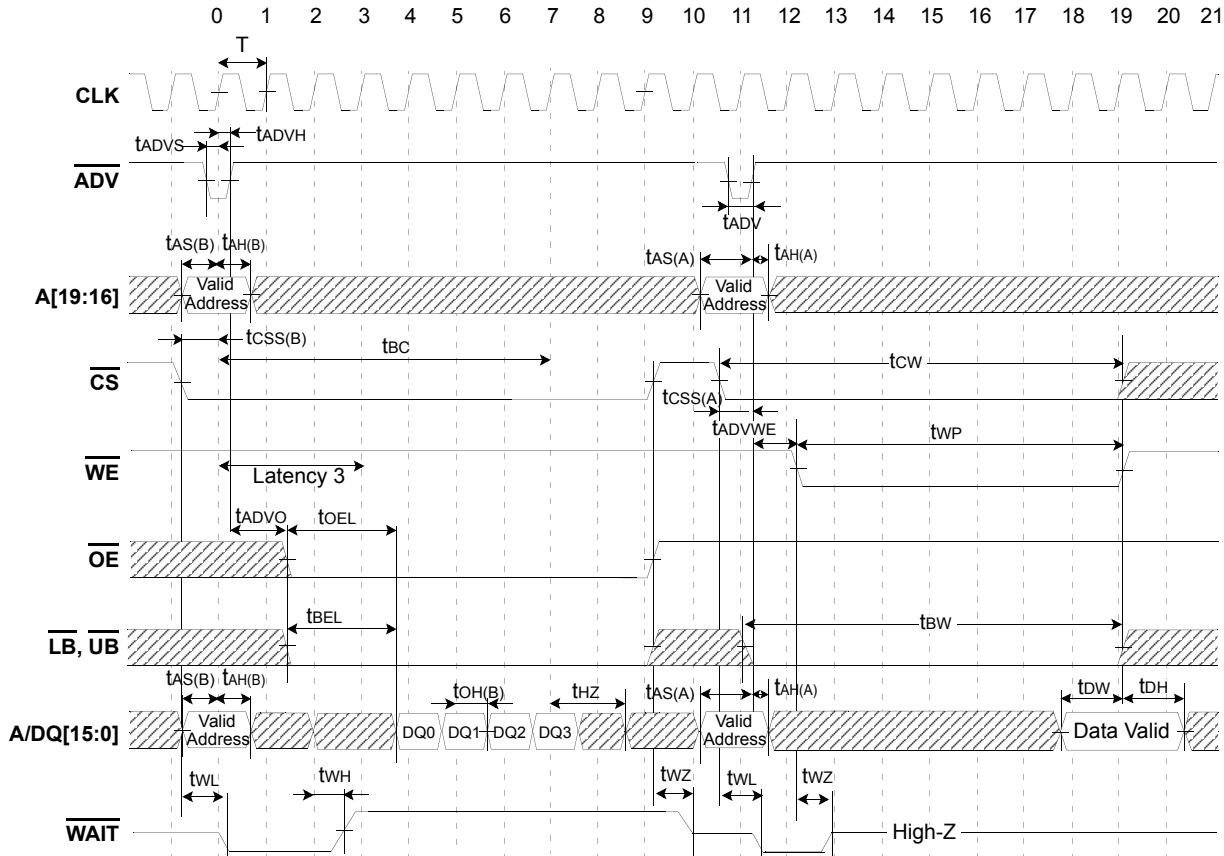 0 1 2 3 4 5 6 7 8 9 10 11 12 13 14 15 16 17 18 19 20 21
T
CLK
tADVH
tADVS
ADV
tADV
tAS(B) tAH(B) tAS(A) tAH(A)
A[19:16] Valid Address Valid Address
tCSS(B)
tBC tCW
CS
tCSS(A)
tADVWE tWP
WE
Latency 3
tADVO tOEL
OE
tBEL tBW
LB, UB
tAS(B) tAH(B) tOH(B) tHZ tAS(A) tAH(A) tDW tDH
A/DQ[15:0] Valid Address DQ0 DQ1 DQ2 DQ3 Valid Address Data Valid
tWL tWH tWZ tWL tWZ
WAIT High-Z